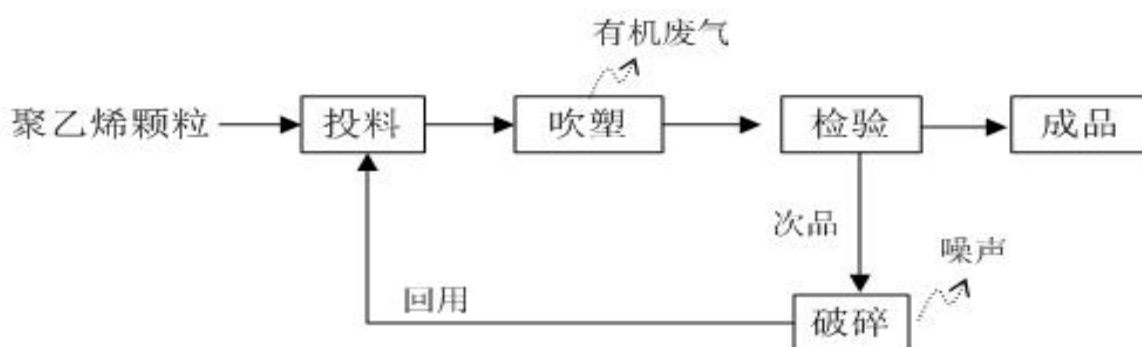 有机废气
聚乙烯颗粒
投料
吹塑
检验
成品
次品
噪声
回用
破碎